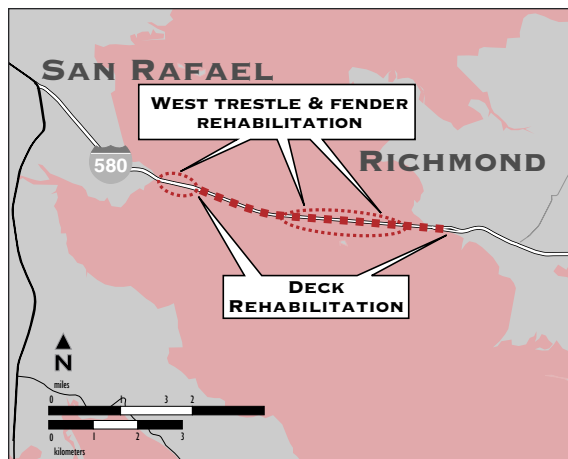 SAN RAFAEL
WEST TRESTLE & FENDER
REHABILITATION
RICHMOND
580
DECK
REHABILITATION
N
miles
0 1 3 2
0 1 2 3
kilometers